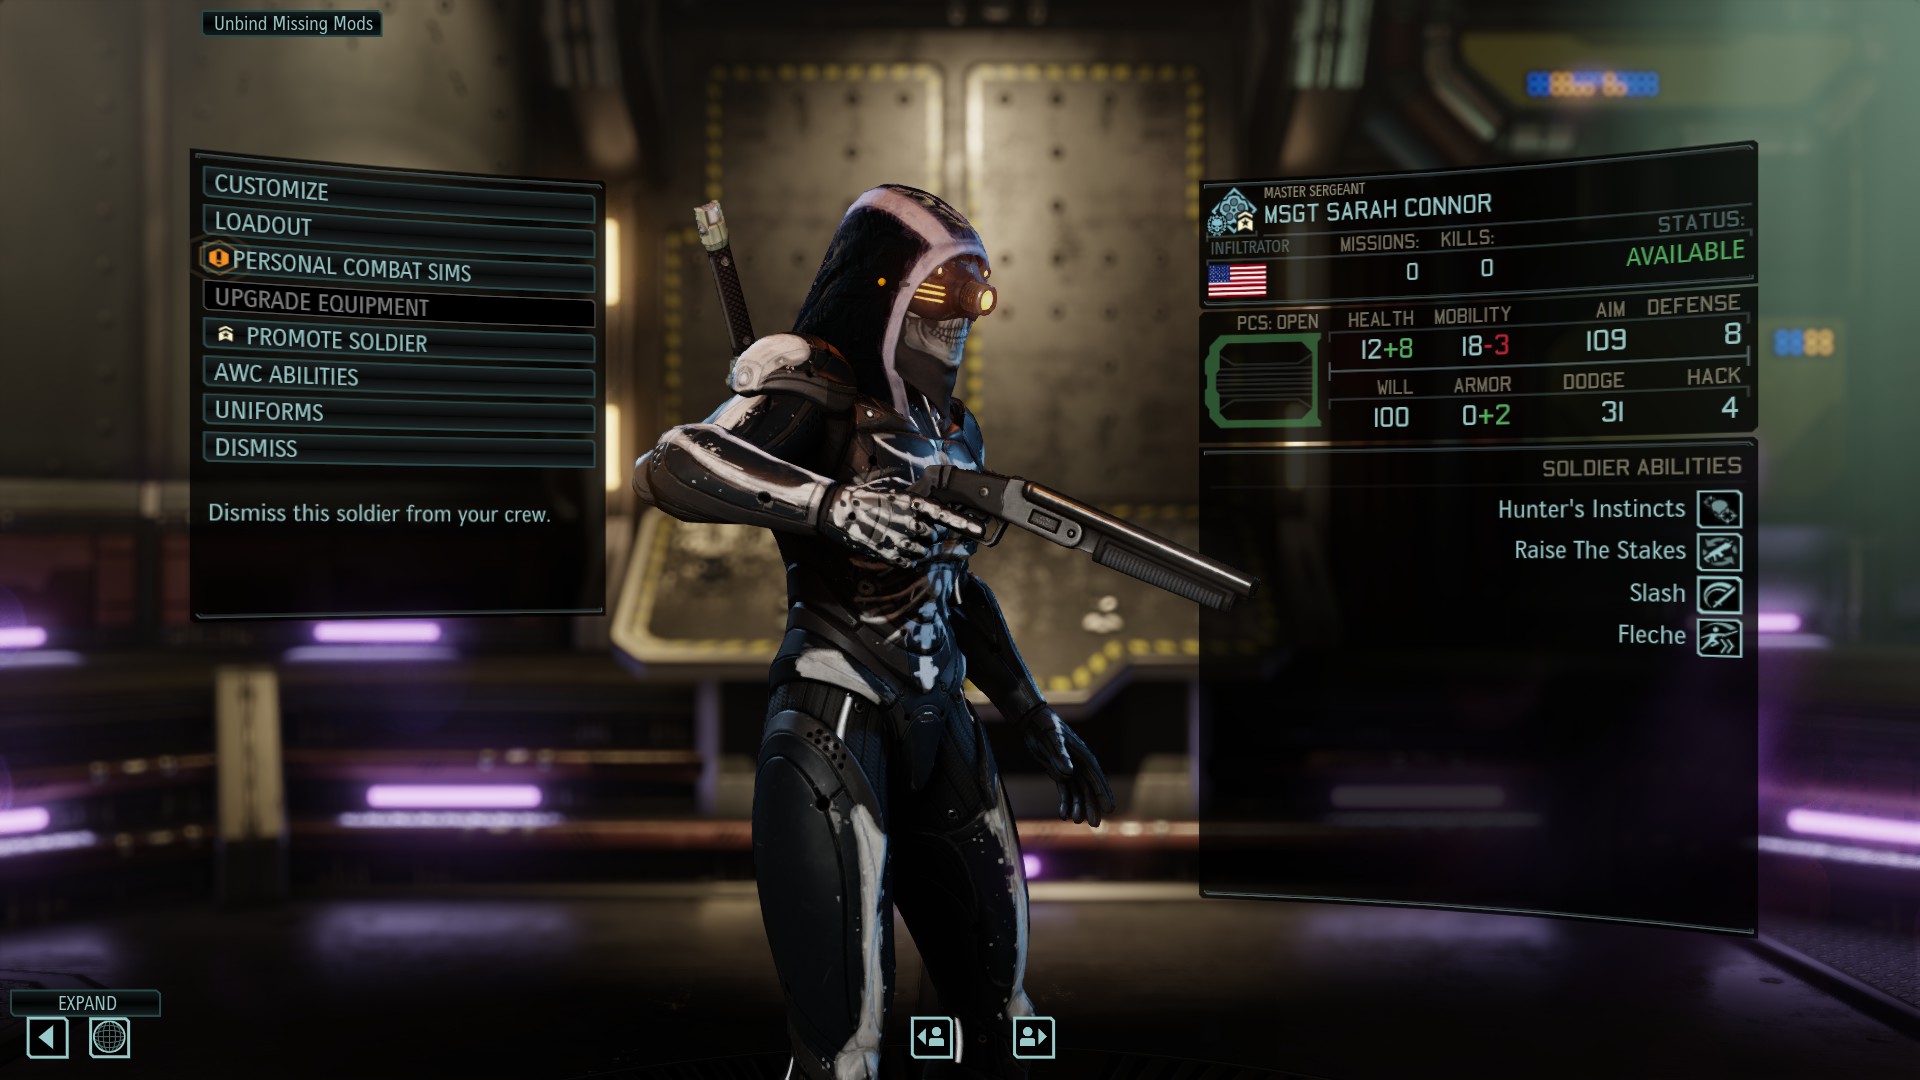 Unbind Missing Mods
CUSTOMIZE
LOADOUT
PERSONAL COMBAT SIMS
UPGRADE EQUIPMENT
PROMOTE SOLDIER
AWC ABILITIES
UNIFORMS
DISMISS
Dismiss this soldier from your crew.
MASTER SERGEANT
MSGT SARAH CONNOR
INFILTRATOR
MISSIONS: KILLS:
0 0
STATUS:
AVAILABLE
PCS: OPEN
HEALTH MOBILITY AIM DEFENSE
12+8 18-3 109 8
WILL ARMOR DODGE HACK
100 0+2 31 4
SOLDIER ABILITIES
Hunter's Instincts
Raise The Stakes
Slash
Fleche
EXPAND